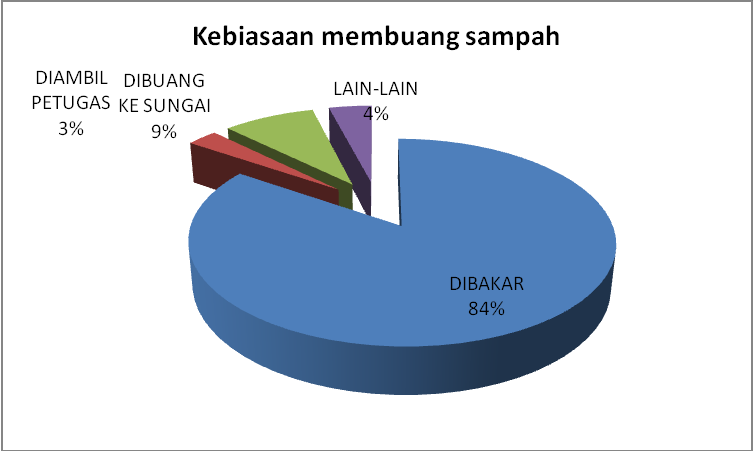 Kebiasaan membuang sampah
DIAMBIL
PETUGAS
3%
DIBUANG
KE SUNGAI
9%
LAIN-LAIN
4%
DIBAKAR
84%